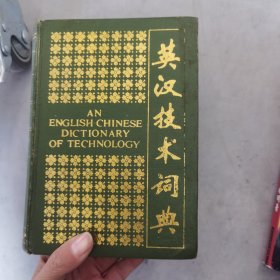 AN
ENGLISH CHINESE
DICTIONARY
OF TECHNOLOGY
英汉技术词典